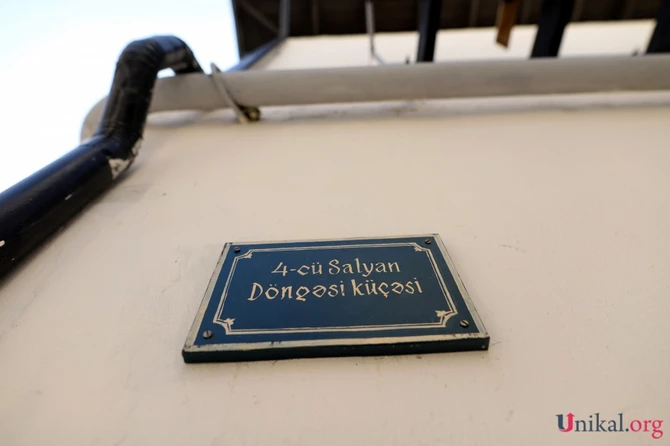 4-cü Salyan
Döngəsi küçəsi
Unikal.org